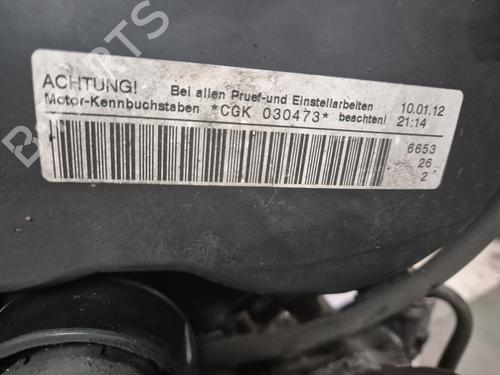 ACHTUNG! Bei allen Pruef-und Einstellarbeiten 10.01.12
Motor-Kennbuchstaben *CGK 030473* beachten! 21:14
6653
26
2
B-PARTS